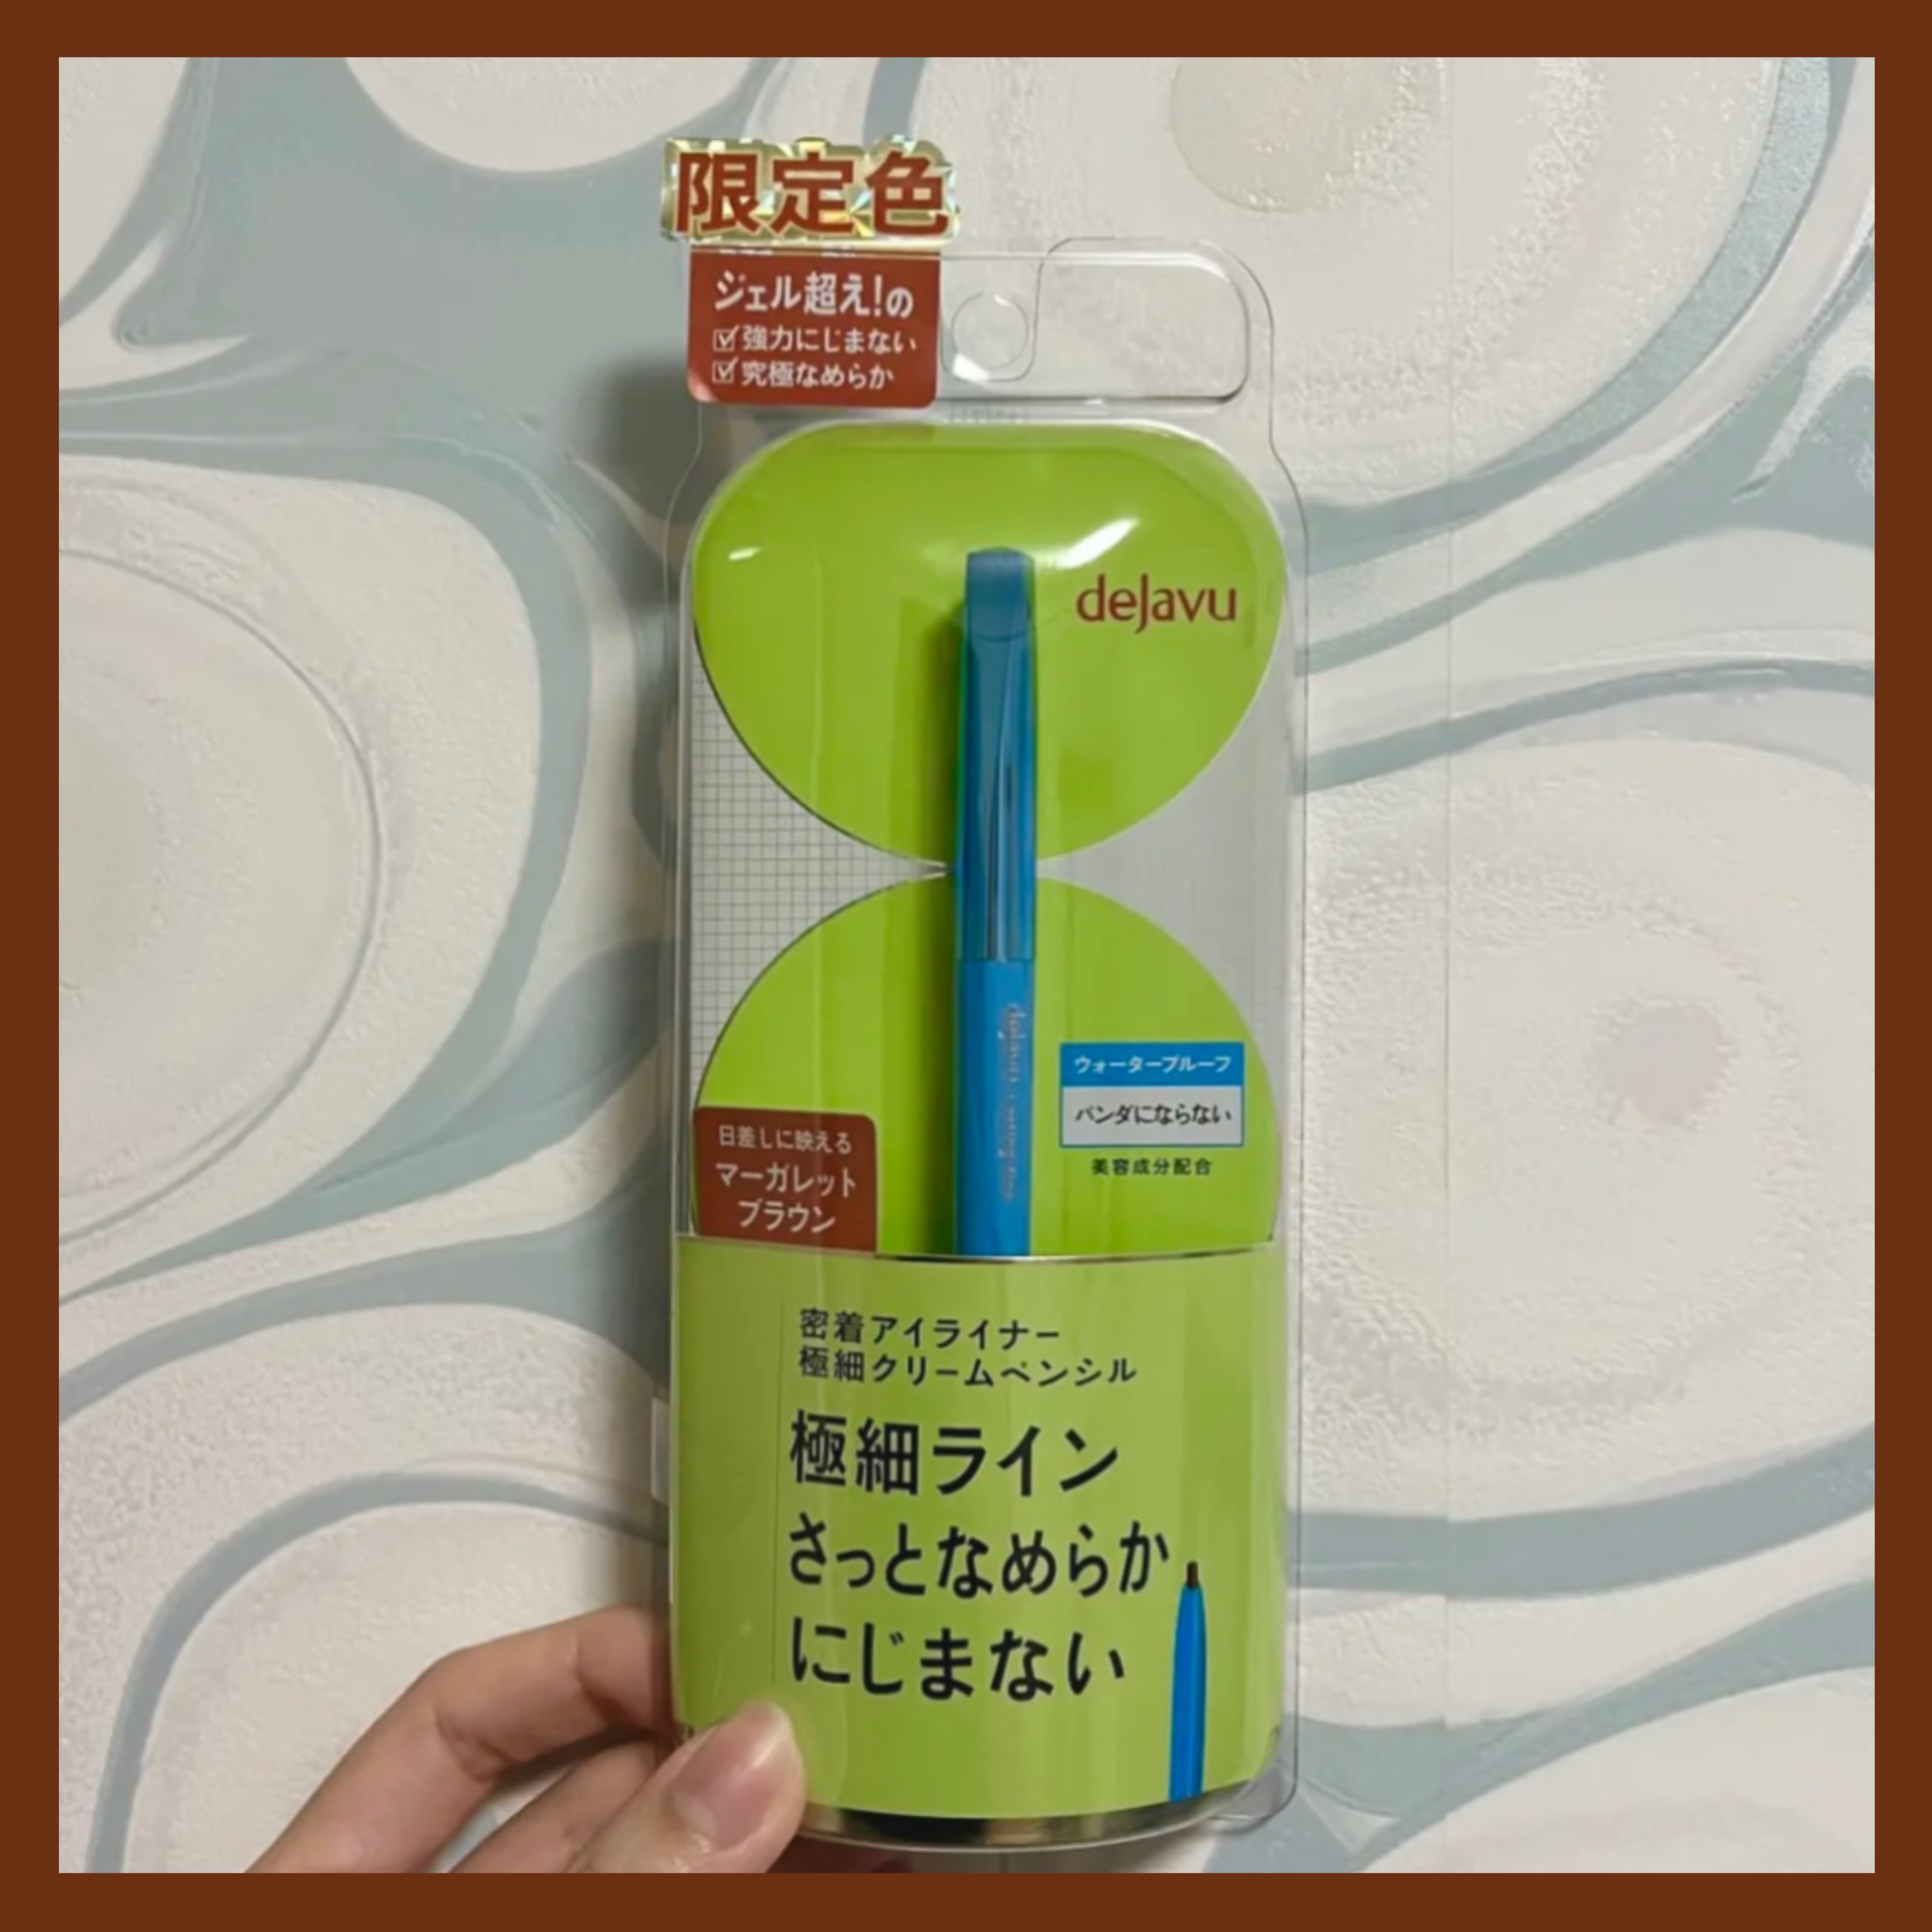 限定色
ジェル超え!の
☑強力ににじまない
☑究極なめらか
dejavu
ウォータープルーフ
パンダにならない
美容成分配合
日差しに映える
マーガレット
ブラウン
密着アイライナー
極細クリームペンシル
極細ライン
さっとなめらか
にじまない